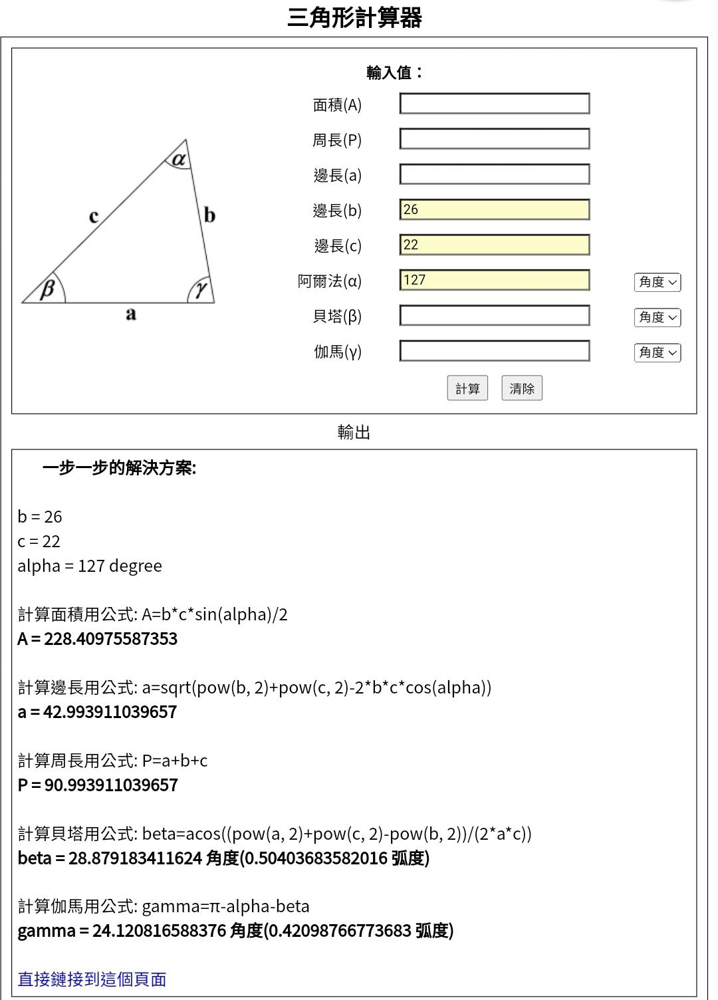 三角形計算器
輸入值：
面積(A)
周長(P)
邊長(a)
邊長(b) 26
邊長(c) 22
阿爾法(α) 127 角度
貝塔(β) 角度
伽馬(γ) 角度
α
c
b
β
γ
a
計算 清除
輸出
一步一步的解決方案:
b = 26
c = 22
alpha = 127 degree
計算面積用公式: A=b*c*sin(alpha)/2
A = 228.40975587353
計算邊長用公式: a=sqrt(pow(b, 2)+pow(c, 2)-2*b*c*cos(alpha))
a = 42.993911039657
計算周長用公式: P=a+b+c
P = 90.993911039657
計算貝塔用公式: beta=acos((pow(a, 2)+pow(c, 2)-pow(b, 2))/(2*a*c))
beta = 28.879183411624 角度(0.50403683582016 弧度)
計算伽馬用公式: gamma=π-alpha-beta
gamma = 24.120816588376 角度(0.42098766773683 弧度)
直接鏈接到這個頁面